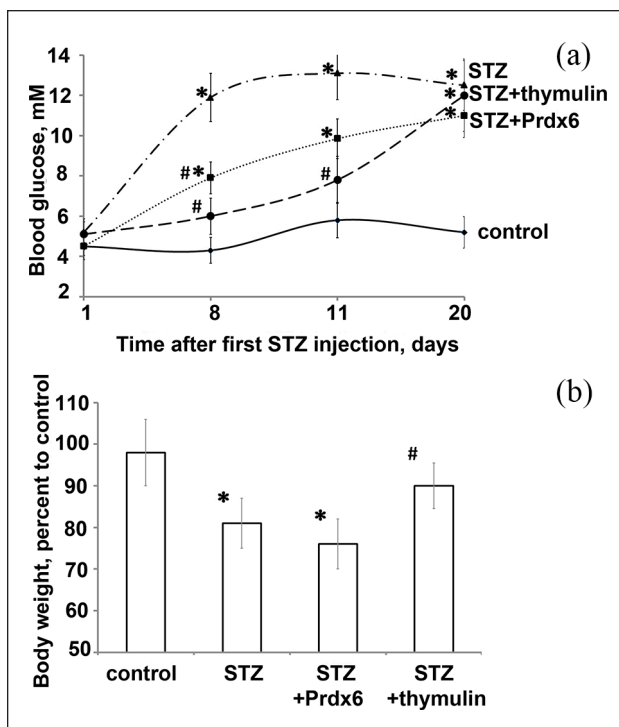 (a)
14
12
10
8
6
4
2
Blood glucose, mM
* * * STZ
* STZ+thymulin
* STZ+Prdx6
#* *
# #
control
1 8 11 20
Time after first STZ injection, days
(b)
110
100
90
80
70
60
50
Body weight, percent to control
* * #
control STZ STZ STZ
+Prdx6 +thymulin